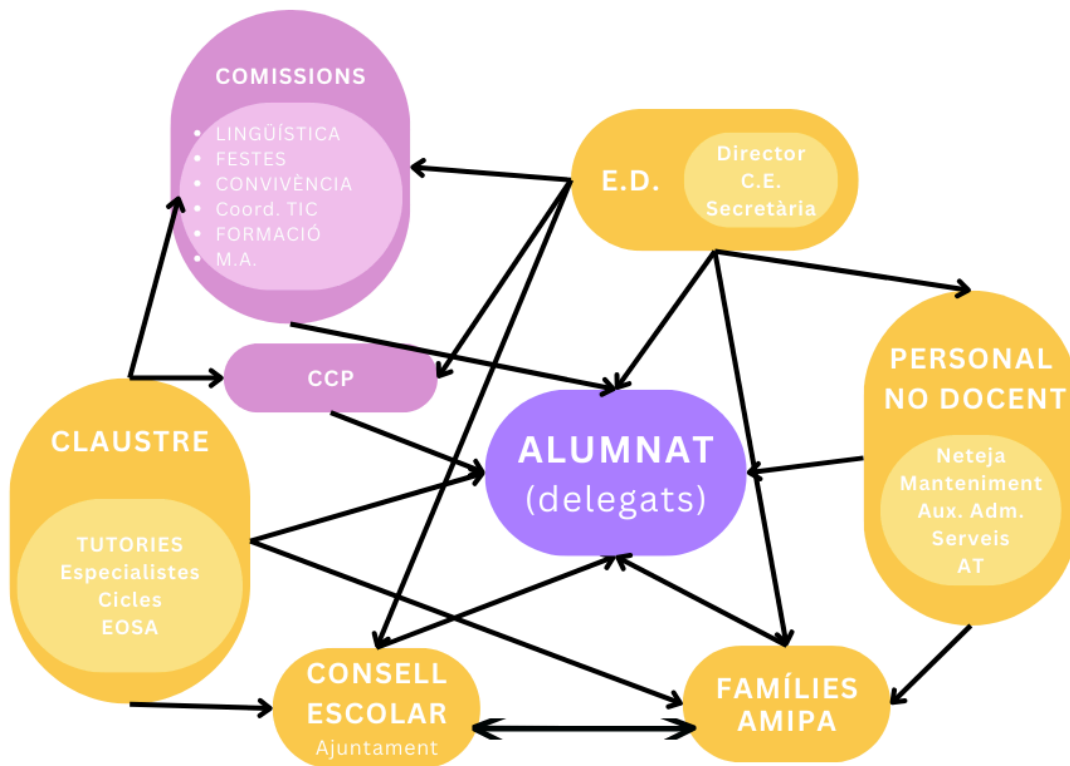 COMISSIONS
• LINGÜÍSTICA
• FESTES
• CONVIVÈNCIA
• Coord. TIC
• FORMACIÓ
• M.A.
E.D.
Director
C.E.
Secretària
CCP
PERSONAL
NO DOCENT
Neteja
Manteniment
Aux. Adm.
Serveis
AT
CLAUSTRE
TUTORIES
Especialistes
Cicles
EOSA
ALUMNAT
(delegats)
CONSELL
ESCOLAR
Ajuntament
FAMÍLIES
AMIPA